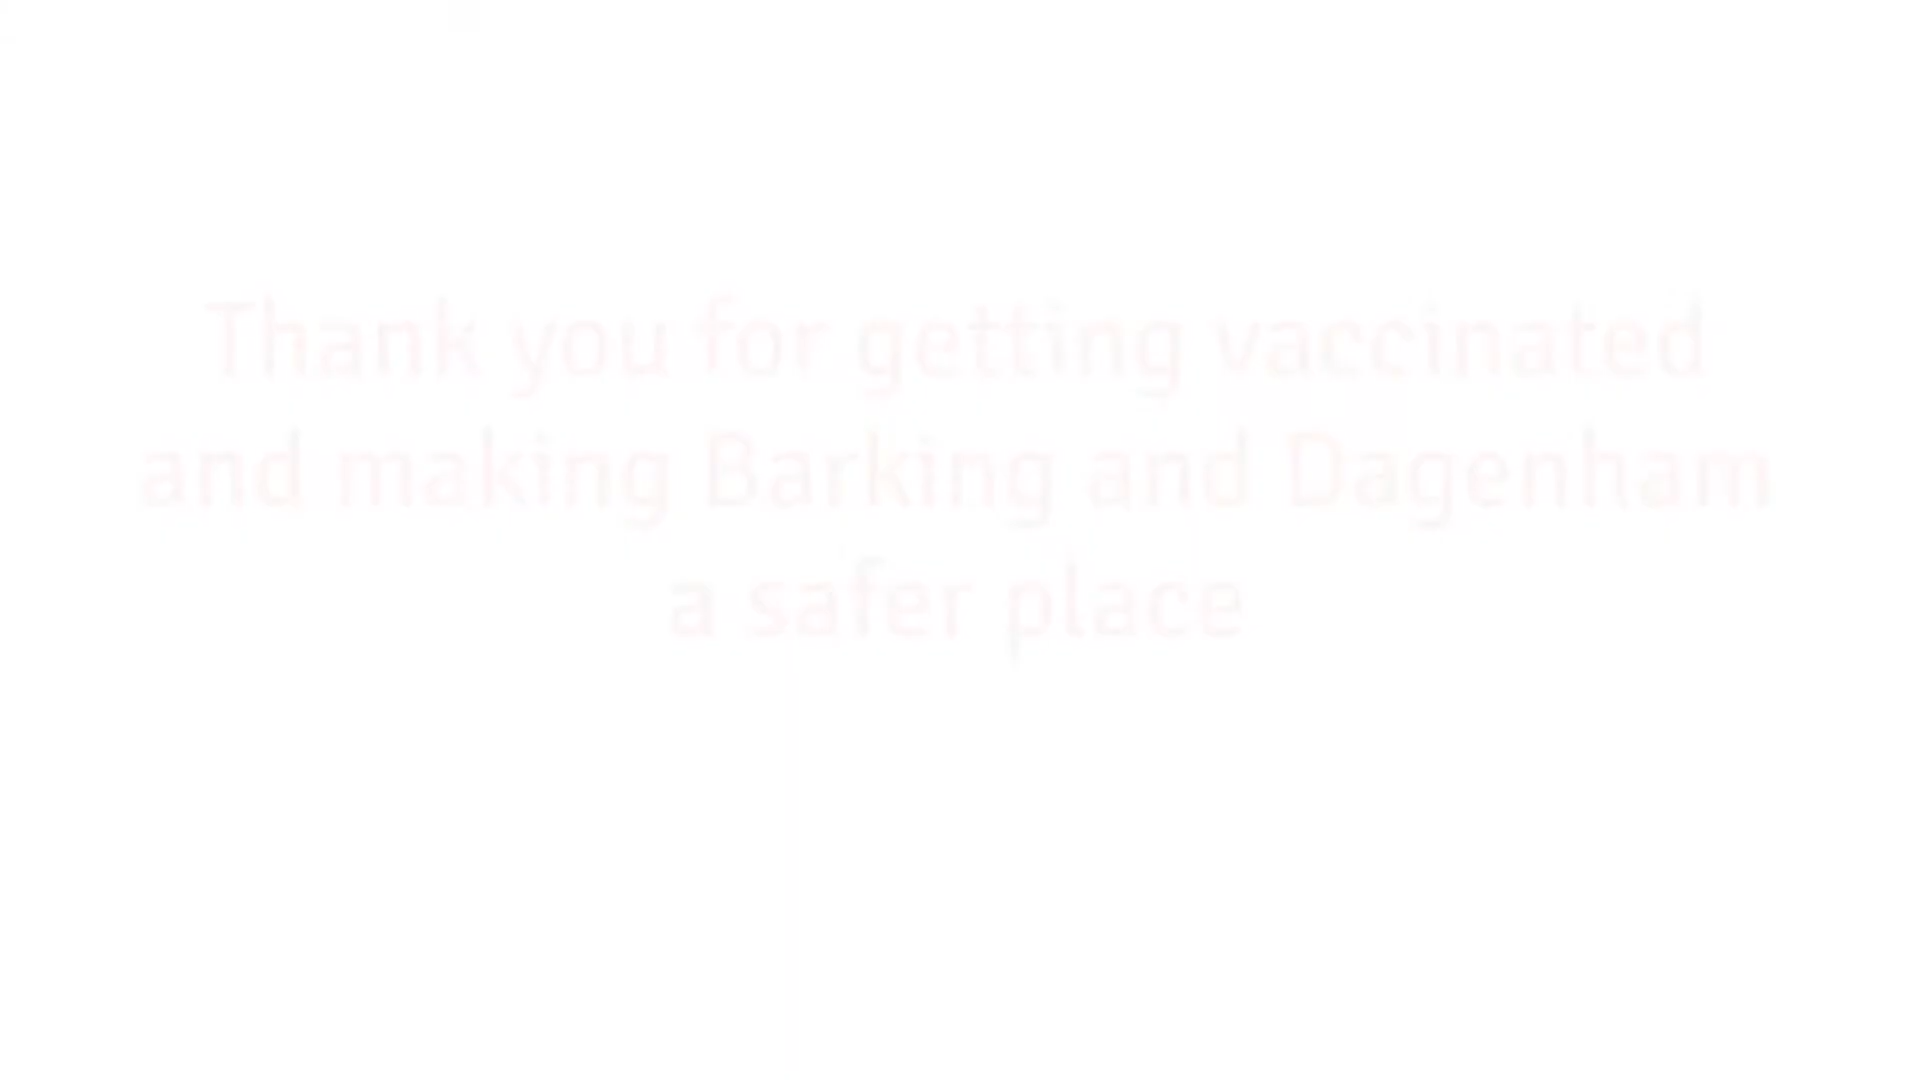 Thank you for getting vaccinated
and making Barking and Dagenham
a safer place